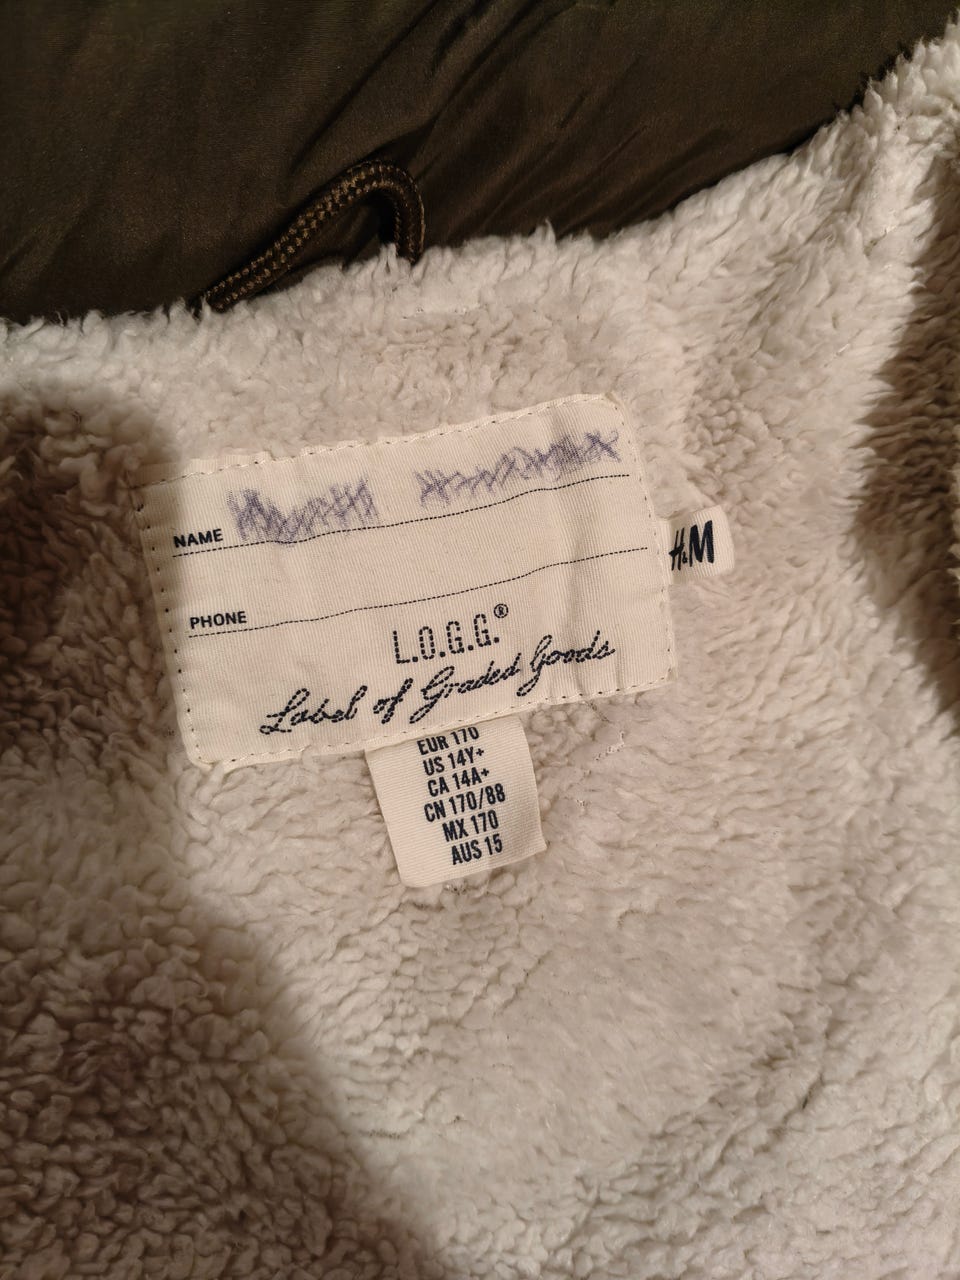 NAME
H&M
PHONE
L.O.G.G.®
Label of Graded Goods
EUR 170
US 14Y+
CA 14A+
CN 170/88
MX 170
AUS 15